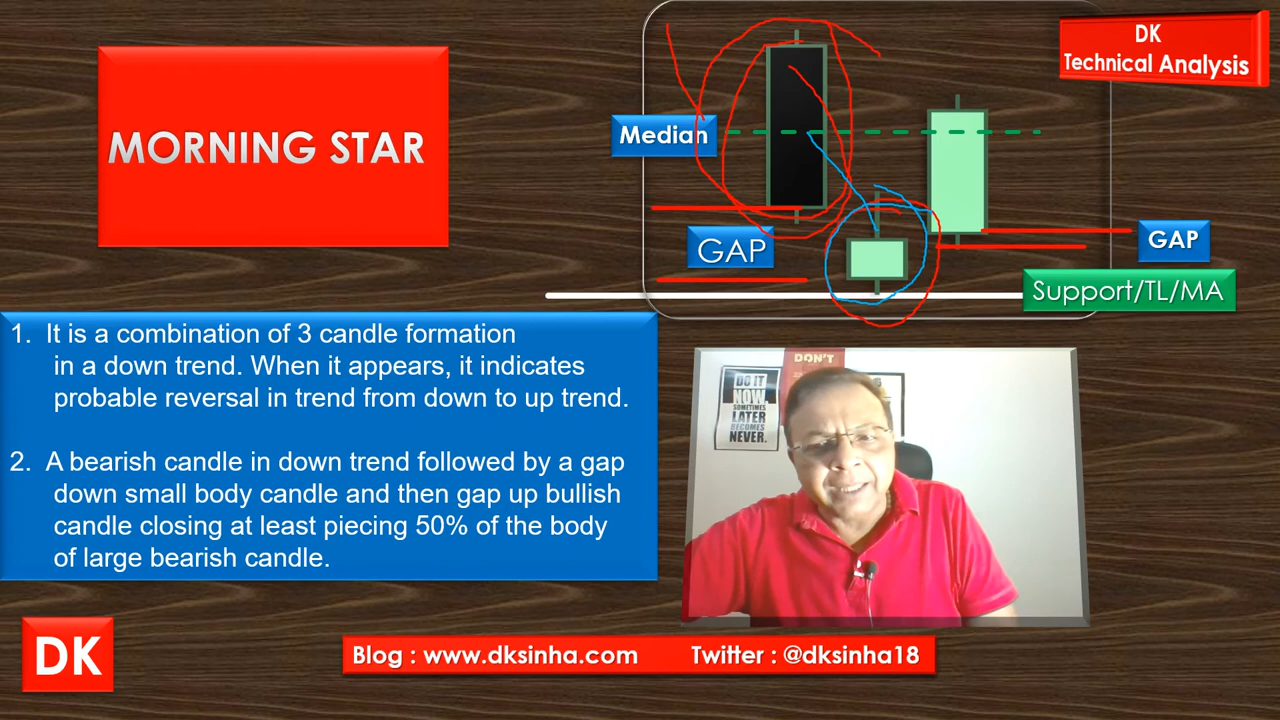 DK
Technical Analysis
MORNING STAR
Median
GAP
GAP
Support/TL/MA
1. It is a combination of 3 candle formation
in a down trend. When it appears, it indicates
probable reversal in trend from down to up trend.
2. A bearish candle in down trend followed by a gap
down small body candle and then gap up bullish
candle closing at least piecing 50% of the body
of large bearish candle.
DON'T
DO IT
NOW.
SOMETIMES
LATER
BECOMES
NEVER.
DK
Blog : www.dksinha.com Twitter : @dksinha18